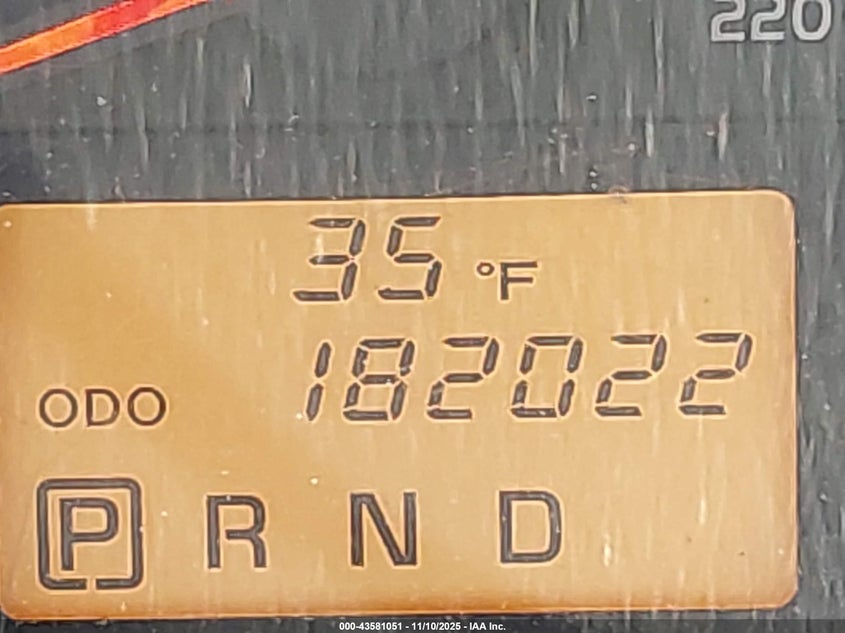 220
35 °F
ODO 182022
P R N D
000-43581051 - 11/10/2025 - IAA Inc.